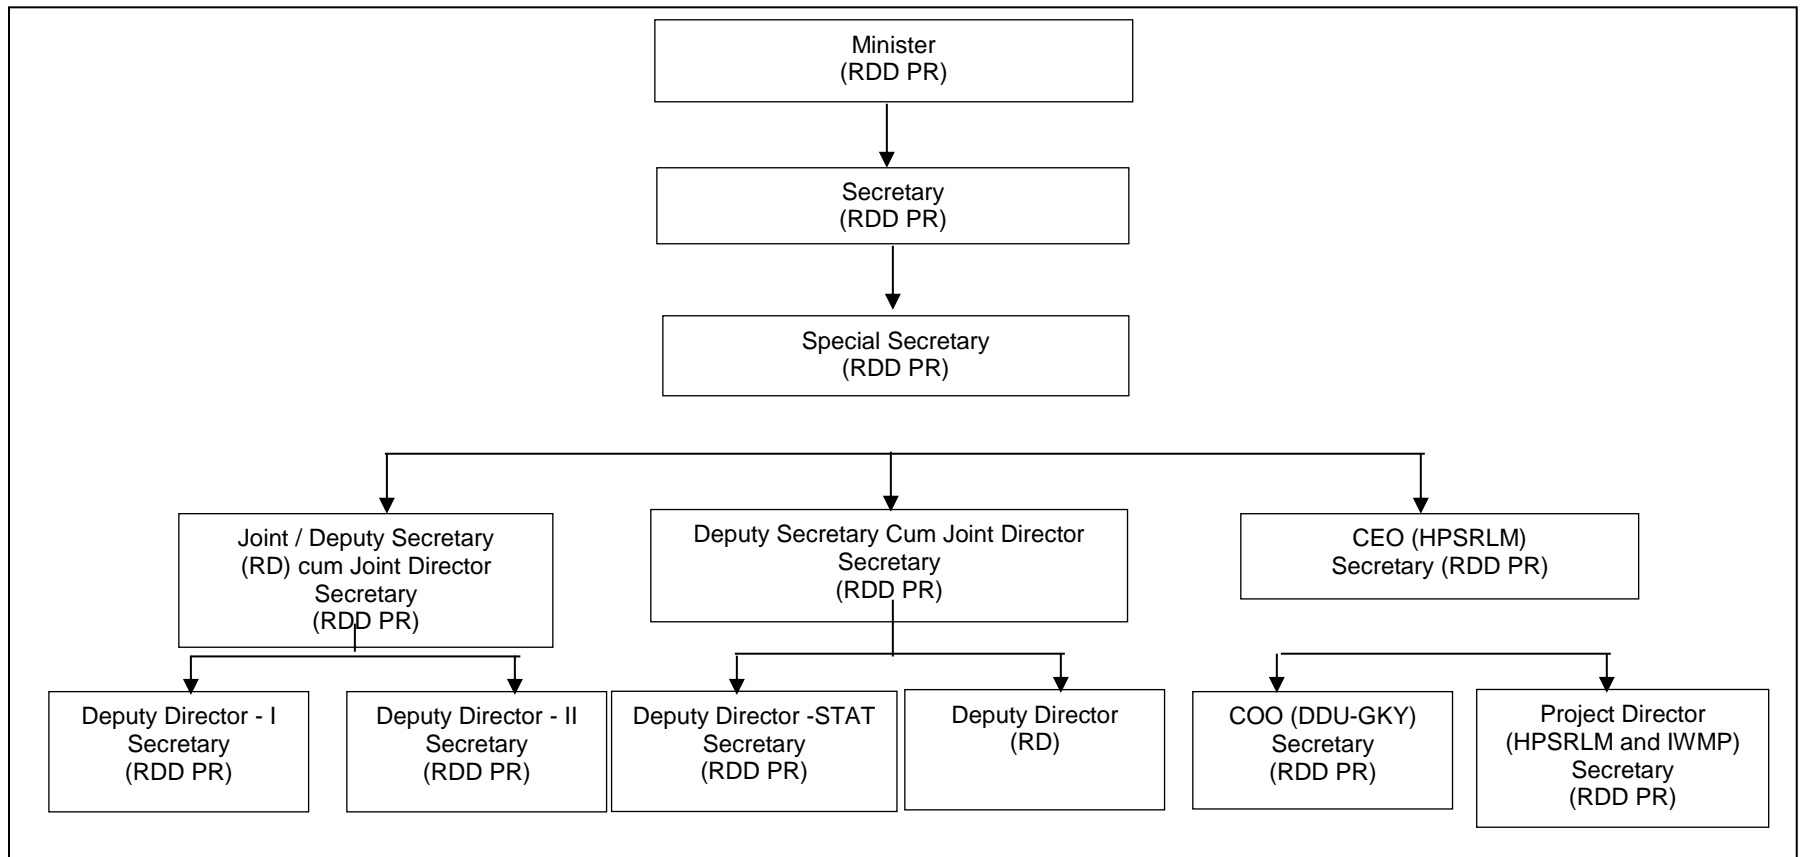 Minister
(RDD PR)
Secretary
(RDD PR)
Special Secretary
(RDD PR)
Joint / Deputy Secretary
(RD) cum Joint Director
Secretary
(RDD PR)
Deputy Secretary Cum Joint Director
Secretary
(RDD PR)
CEO (HPSRLM)
Secretary (RDD PR)
Deputy Director - I
Secretary
(RDD PR)
Deputy Director - II
Secretary
(RDD PR)
Deputy Director -STAT
Secretary
(RDD PR)
Deputy Director
(RD)
COO (DDU-GKY)
Secretary
(RDD PR)
Project Director
(HPSRLM and IWMP)
Secretary
(RDD PR)